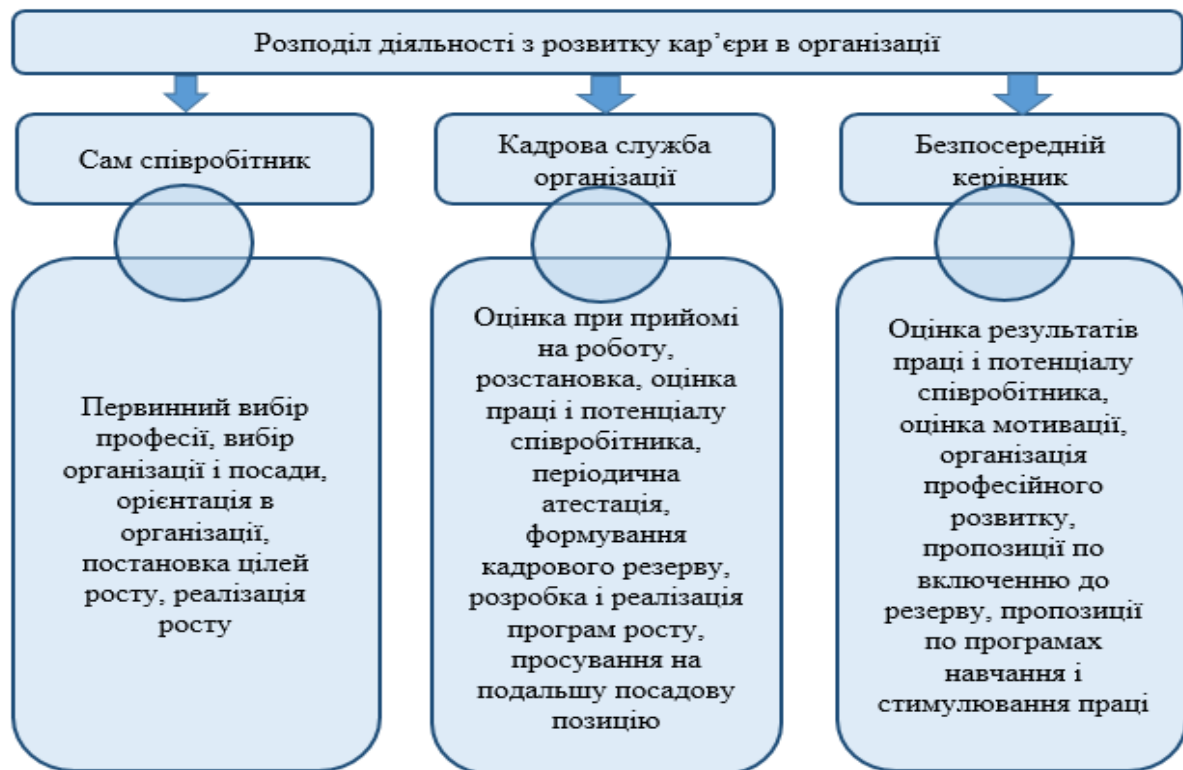 Розподіл діяльності з розвитку кар’єри в організації
Сам співробітник
Кадрова служба
організації
Безпосередній
керівник
Первинний вибір
професії, вибір
організації і посади,
орієнтація в
організації,
постановка цілей
росту, реалізація
росту
Оцінка при прийомі
на роботу,
розстановка, оцінка
праці і потенціалу
співробітника,
періодична
атестація,
формування
кадрового резерву,
розробка і реалізація
програм росту,
просування на
подальшу посадову
позицію
Оцінка результатів
праці і потенціалу
співробітника,
оцінка мотивації,
організація
професійного
розвитку,
пропозиції по
включенню до
резерву, пропозиції
по програмах
навчання і
стимулювання праці